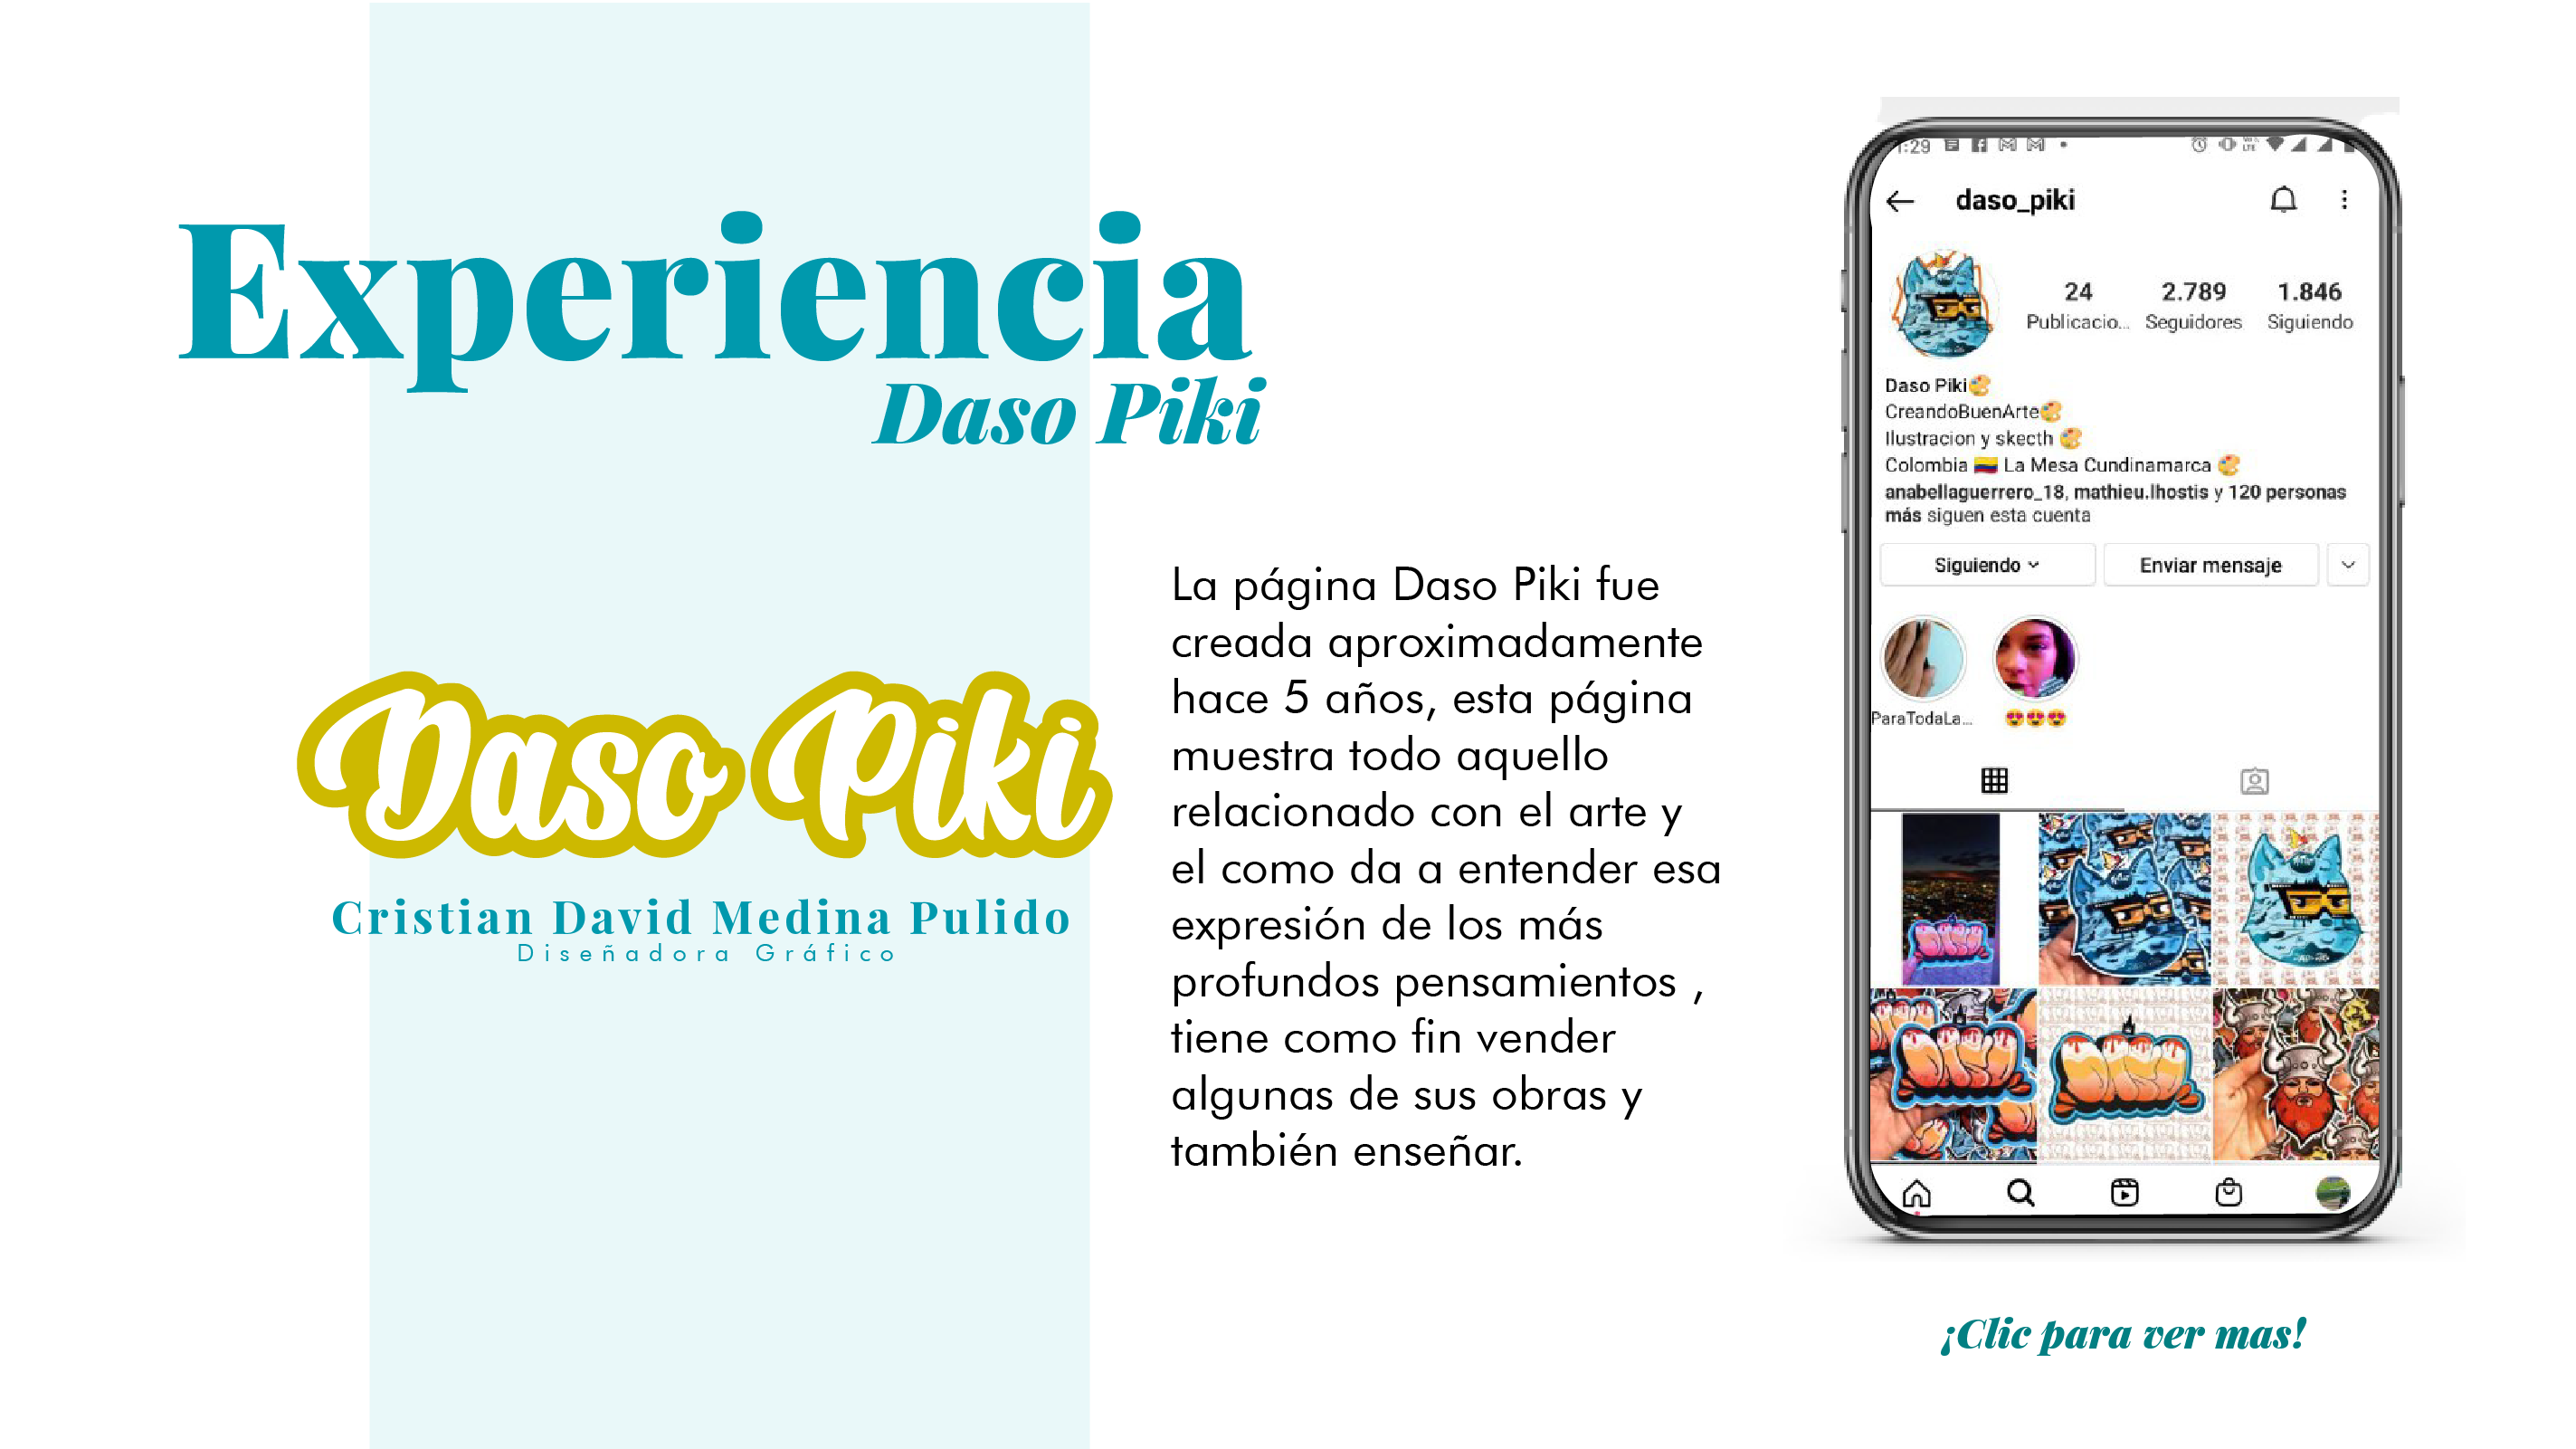 Experiencia
Daso Piki
Daso Piki
Cristian David Medina Pulido
Diseñadora Gráfico
La página Daso Piki fue
creada aproximadamente
hace 5 años, esta página
muestra todo aquello
relacionado con el arte y
el como da a entender esa
expresión de los más
profundos pensamientos ,
tiene como fin vender
algunas de sus obras y
también enseñar.
1:29
daso_piki
24 2.789 1.846
Publicacio... Seguidores Siguiendo
Daso Piki🎨
CreandoBuenArte🎨
Ilustracion y skecth 🎨
Colombia 🇨🇴 La Mesa Cundinamarca 🎨
anabellaguerrero_18, mathieu.lhostis y 120 personas
más siguen esta cuenta
Siguiendo Enviar mensaje
ParaTodaLa... 😍😍😍
¡Clic para ver mas!